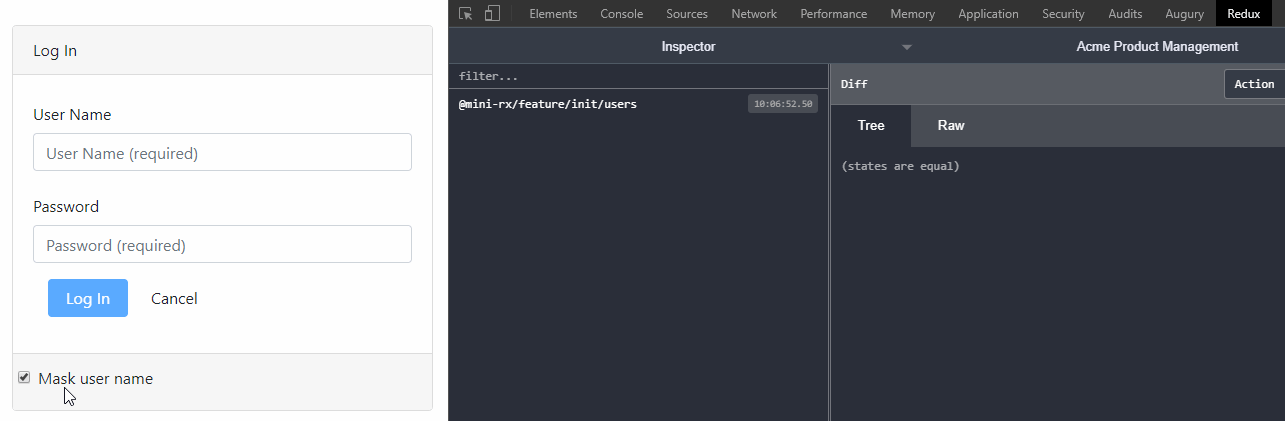 Log In
User Name
User Name (required)
Password
Password (required)
Log In Cancel
Mask user name
Elements Console Sources Network Performance Memory Application Security Audits Augury Redux
Inspector Acme Product Management
filter...
@mini-rx/feature/init/users 10:06:52.50
Diff Action
Tree Raw
(states are equal)